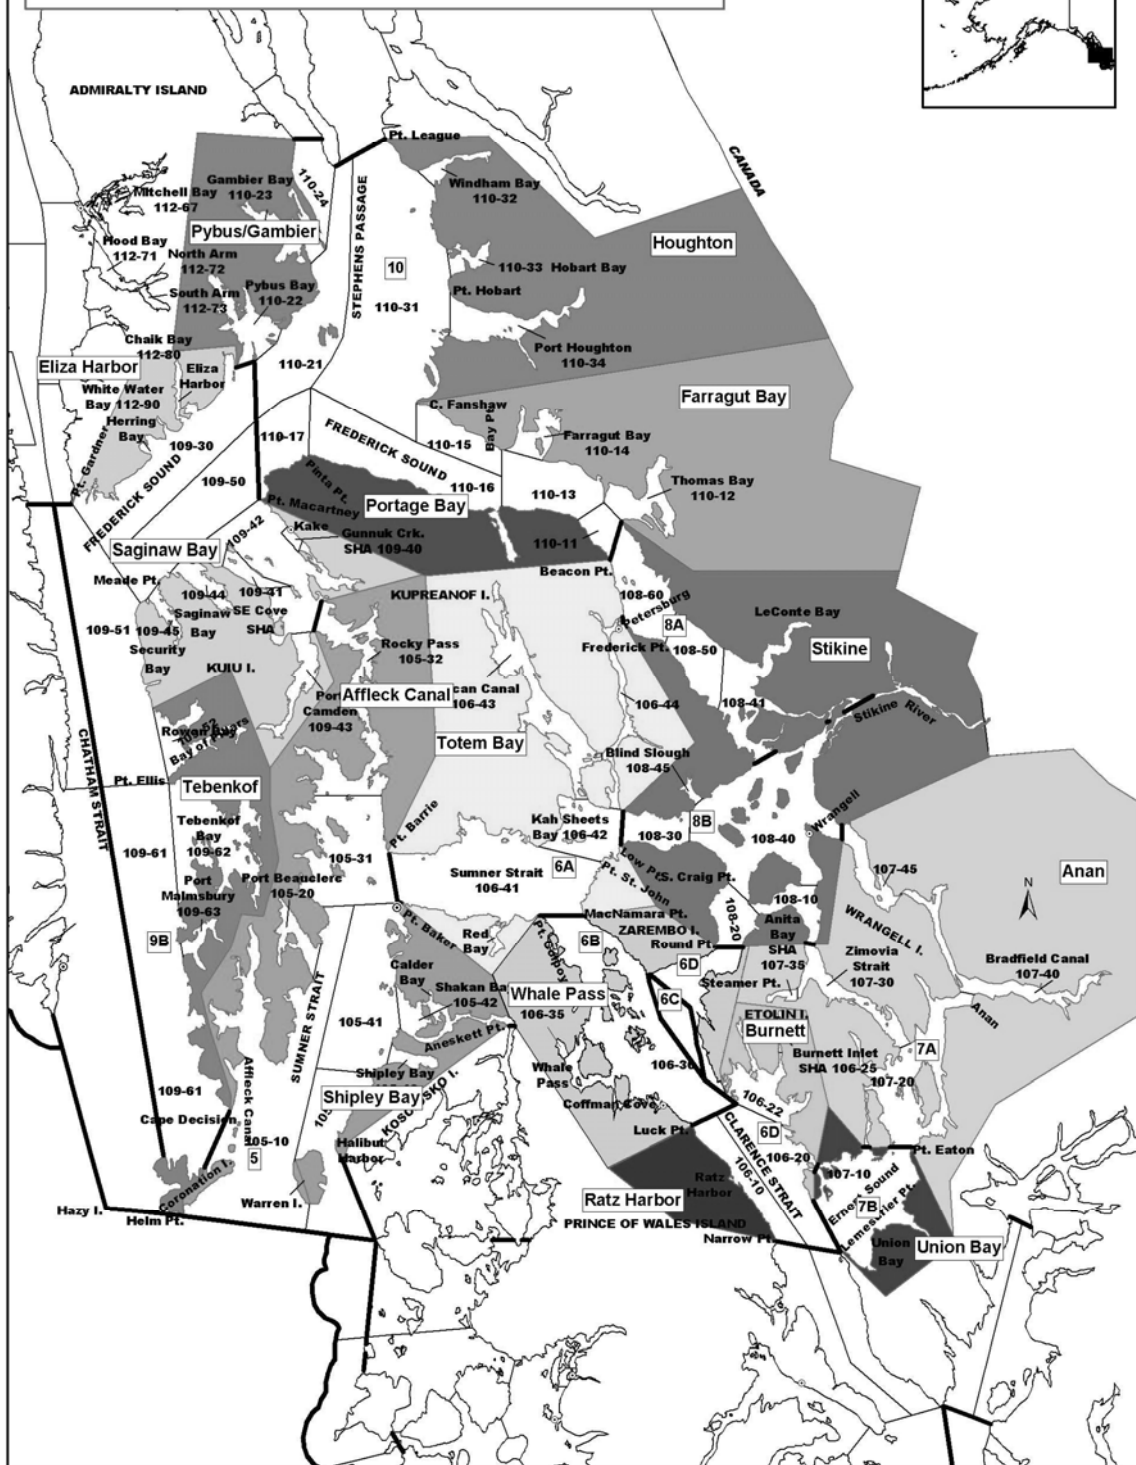 ADMIRALTY ISLAND
Pt. League
CANADA
Mitchell Bay
112-67
Gambier Bay
110-23
110-24
STEPHENS PASSAGE
Windham Bay
110-32
Pybus/Gambier
Houghton
Hood Bay
112-71
North Arm
112-72
10
110-33 Hobart Bay
South Arm
112-73
Pybus Bay
110-22
Pt. Hobart
110-31
Chaik Bay
112-80
Port Houghton
110-34
Eliza Harbor
Eliza
Harbor
110-21
White Water
Bay 112-90
Farragut Bay
C. Fanshaw
Herring
Bay
Bay Pt.
110-17
FREDERICK SOUND
110-15
Farragut Bay
110-14
109-30
Pt. Gardner
Pinta Pt.
109-50
110-16
110-13
Thomas Bay
110-12
FREDERICK SOUND
Pt. Macartney
Portage Bay
109-42
Kake
Gunnuk Crk.
SHA 109-40
110-11
Saginaw Bay
Beacon Pt.
Meade Pt.
109-44
109-41
KUPREANOF I.
108-60
Petersburg
8A
LeConte Bay
Saginaw
Bay
SE Cove
SHA
109-51
109-45
Security
Bay
Rocky Pass
105-32
Frederick Pt.
108-50
Stikine
KUIU I.
Affleck Canal
can Canal
106-43
106-44
108-41
Stikine River
Port
Camden
109-43
Rowan Bay
109-52
Bay of Pillars
CHATHAM STRAIT
Totem Bay
Blind Slough
108-45
Pt. Ellis
Tebenkof
Pt. Barrie
Wrangell
Tebenkof
Bay
109-62
Kah Sheets
Bay 106-42
8B
108-30
108-40
109-61
105-31
6A
Low Pt.
107-45
Port
Malmsbury
109-63
Port Beauclerc
105-20
Sumner Strait
106-41
Pt. St. John
S. Craig Pt.
Anan
N
108-10
Pt. Baker
MacNamara Pt.
108-20
Anita
Bay
SHA
107-35
WRANGELL I.
9B
Red
Bay
Pt. Colpoy
6B
ZAREMBO I.
Round Pt.
Zimovia
Strait
107-30
Bradfield Canal
107-40
Calder
Bay
6D
SUMNER STRAIT
Shakan Ba
105-42
Whale Pass
Steamer Pt.
6C
106-35
105-41
ETOLIN I.
Burnett
Anan
Aneskett Pt.
7A
Burnett Inlet
SHA 106-25
Whale
Pass
106-30
107-20
Shipley Bay
Affleck Canal
Shipley Bay
109-61
106-22
Coffman Cove
Cape Decision
Luck Pt.
CLARENCE STRAIT
6D
105-10
Halibut
Harbor
106-20
Pt. Eaton
5
Coronation I.
Ratz
Harbor
106-10
107-10
Ernest Sound
Warren I.
Ratz Harbor
7B
Lemesurier Pt.
Hazy I.
Helm Pt.
PRINCE OF WALES ISLAND
Narrow Pt.
Union
Bay
Union Bay